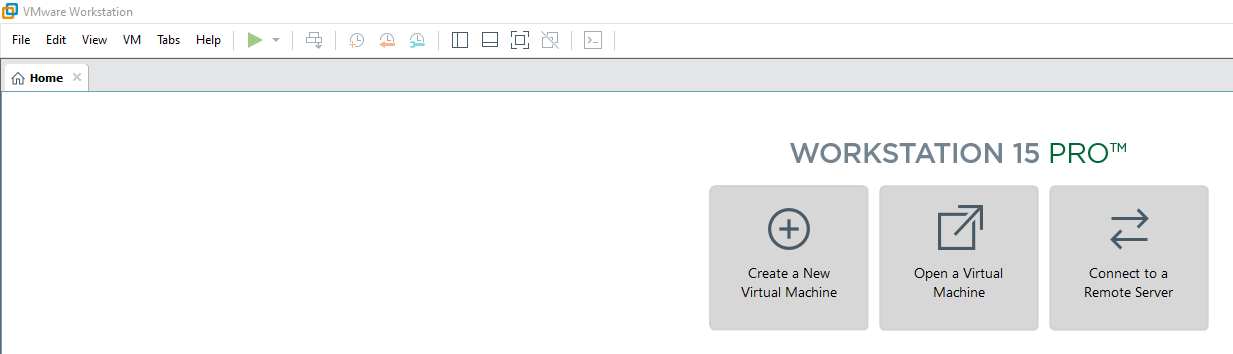 VMware Workstation
File Edit View VM Tabs Help
Home
WORKSTATION 15 PRO™
Create a New
Virtual Machine
Open a Virtual
Machine
Connect to a
Remote Server